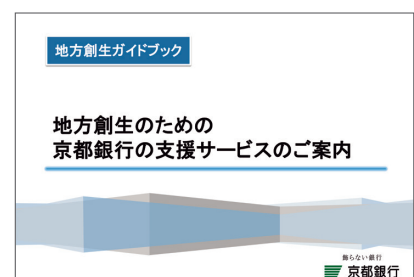 地方創生ガイドブック
地方創生のための
京都銀行の支援サービスのご案内
飾らない銀行
京都銀行